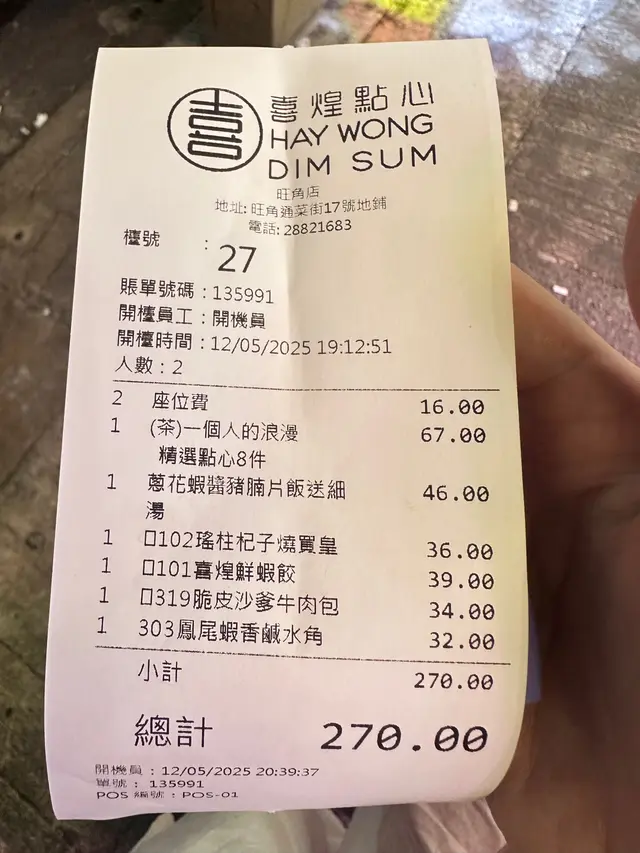 喜
喜煌點心
HAY WONG
DIM SUM
旺角店
地址: 旺角通菜街17號地鋪
電話: 28821683
檯號 : 27
賬單號碼 : 135991
開檯員工 : 開機員
開檯時間 : 12/05/2025 19:12:51
人數 : 2
2 座位費 16.00
1 (茶)一個人的浪漫 67.00
精選點心8件
1 蔥花蝦醬豬腩片飯送細 46.00
湯
1 口102瑤柱杞子燒買皇 36.00
1 口101喜煌鮮蝦餃 39.00
1 口319脆皮沙爹牛肉包 34.00
1 303鳳尾蝦香鹹水角 32.00
小計 270.00
總計 270.00
開機員 : 12/05/2025 20:39:37
單號 : 135991
POS 編號 : POS-01